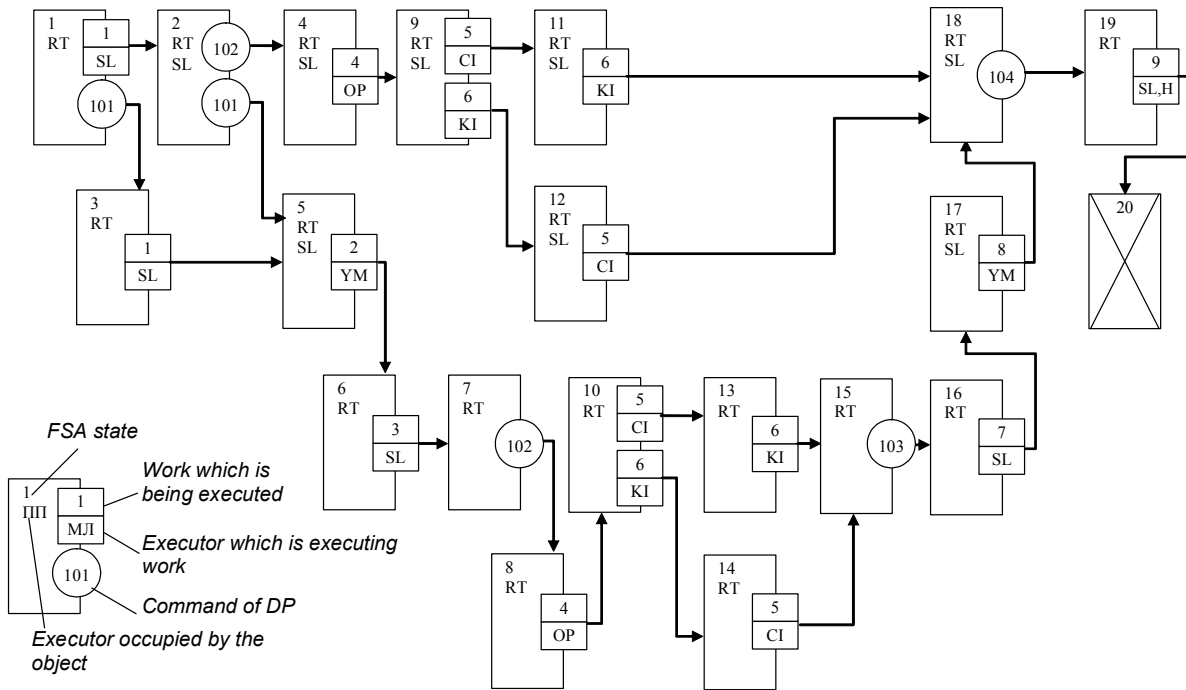 1
RT
1
SL
101
2
RT
SL
102
101
4
RT
SL
4
OP
9
RT
SL
5
CI
6
KI
11
RT
SL
6
KI
18
RT
SL
104
19
RT
9
SL,H
3
RT
1
SL
5
RT
SL
2
YM
12
RT
SL
5
CI
17
RT
SL
8
YM
20
6
RT
3
SL
7
RT
102
10
RT
5
CI
6
KI
13
RT
6
KI
15
RT
103
16
RT
7
SL
8
RT
4
OP
14
RT
5
CI
FSA state
1
ПП
1
МЛ
101
Work which is
being executed
Executor which is executing
work
Command of DP
Executor occupied by the
object